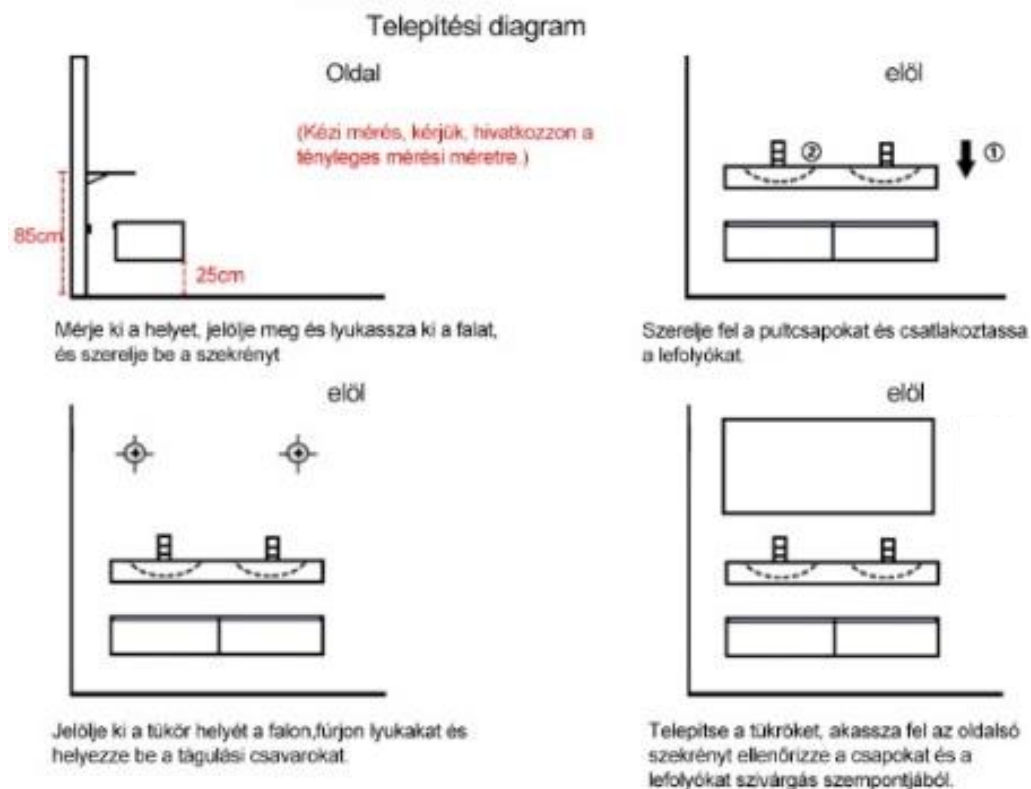 Telepítési diagram
Oldal
(Kézi mérés, kérjük, hivatkozzon a
tényleges mérési méretre.)
85cm
25cm
Mérje ki a helyet, jelölje meg és lyukassza ki a falat,
és szerelje be a szekrényt
elöl
②
①
Szerelje fel a pultcsapokat és csatlakoztassa
a lefolyókat.
elöl
Jelölje ki a tükör helyét a falon,fúrjon lyukakat és
helyezze be a tágulási csavarokat.
elöl
Telepítse a tükröket, akassza fel az oldalsó
szekrényt ellenőrizze a csapokat és a
lefolyókat szivárgás szempontjából.